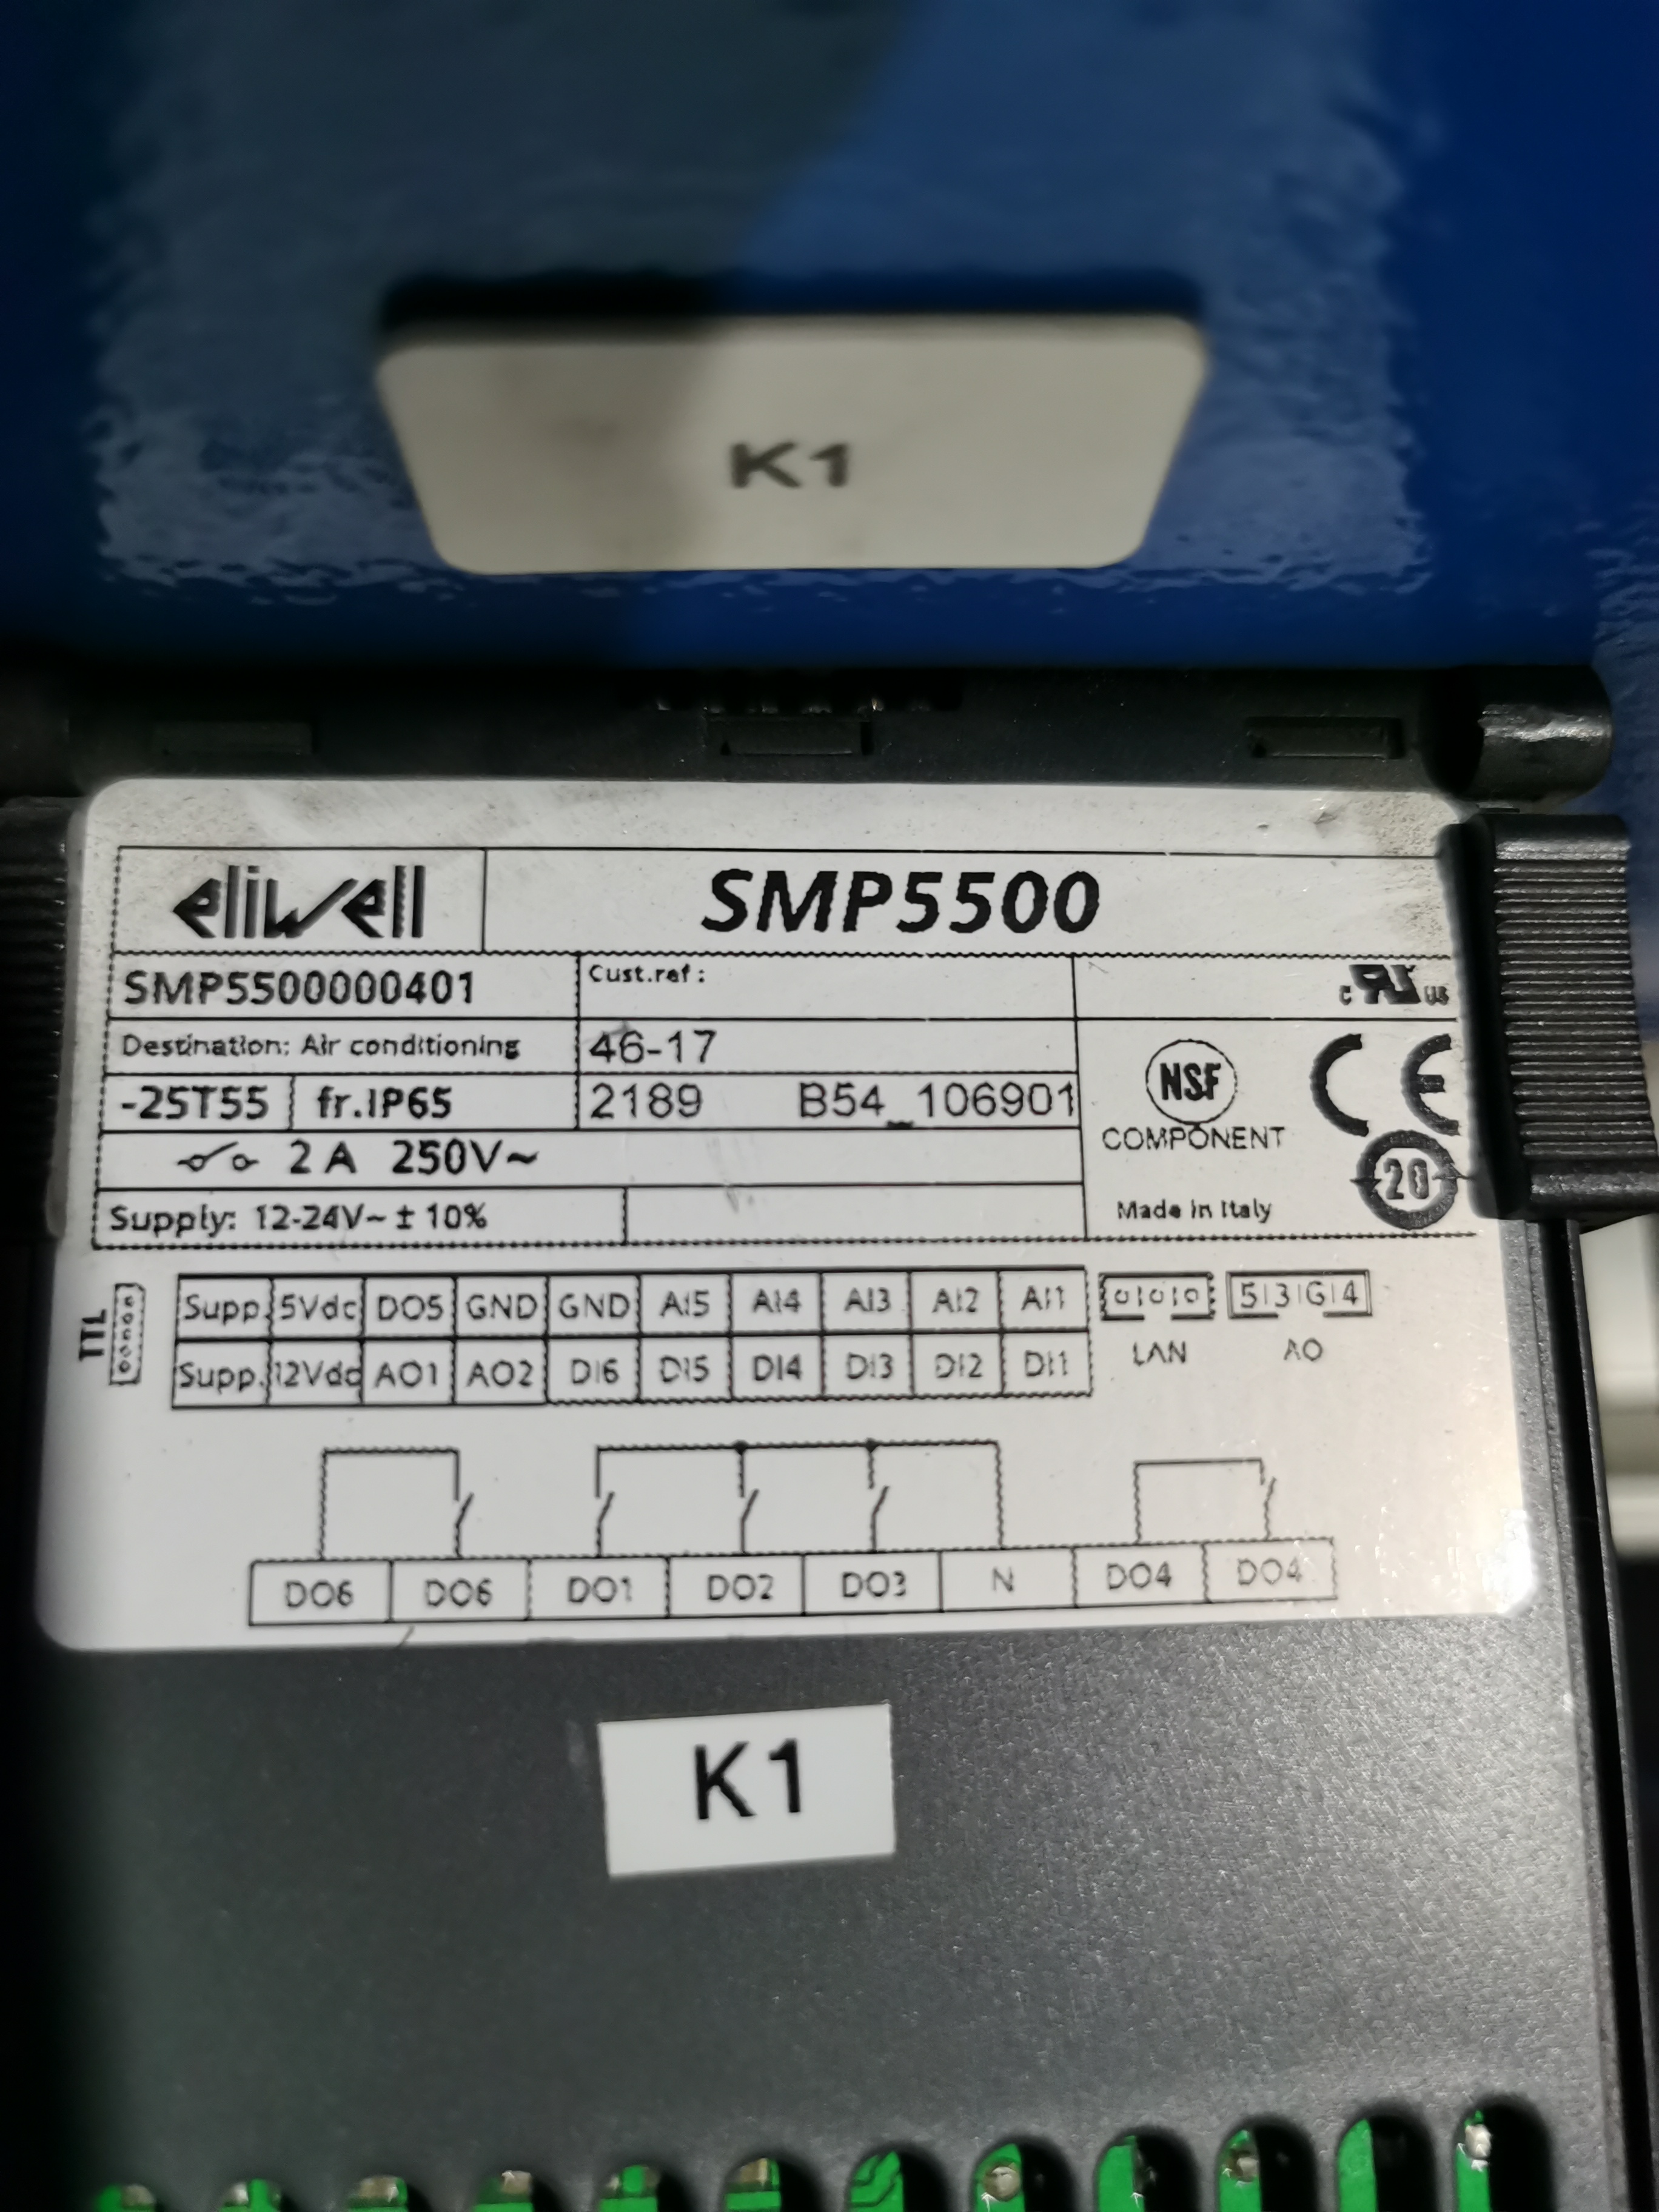 K1
eliwell SMP5500
SMP5500000401 Cust.ref :
c RU us
Destination: Air conditioning 46-17
-25T55 fr.IP65 2189 B54_106901
NSF CE
COMPONENT
2 A 250V~
20
Supply: 12-24V~ ± 10%
Made in Italy
TTL
Supp. 5Vdc DO5 GND GND AI5 AI4 AI3 AI2 AI1
5 3 G 4
Supp. 12Vdc AO1 AO2 DI6 DI5 DI4 DI3 DI2 DI1
LAN AO
DO6 DO6 DO1 DO2 DO3 N DO4 DO4
K1